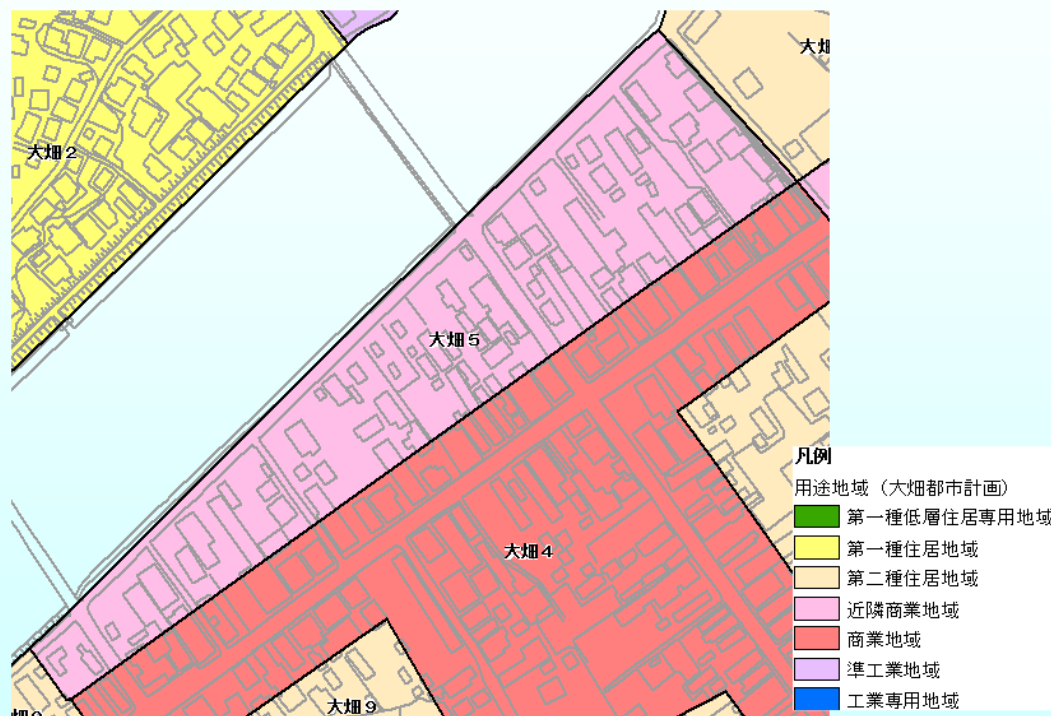 大畑
大畑２
大畑５
大畑４
大畑９
凡例
用途地域（大畑都市計画）
第一種低層住居専用地域
第一種住居地域
第二種住居地域
近隣商業地域
商業地域
準工業地域
工業専用地域